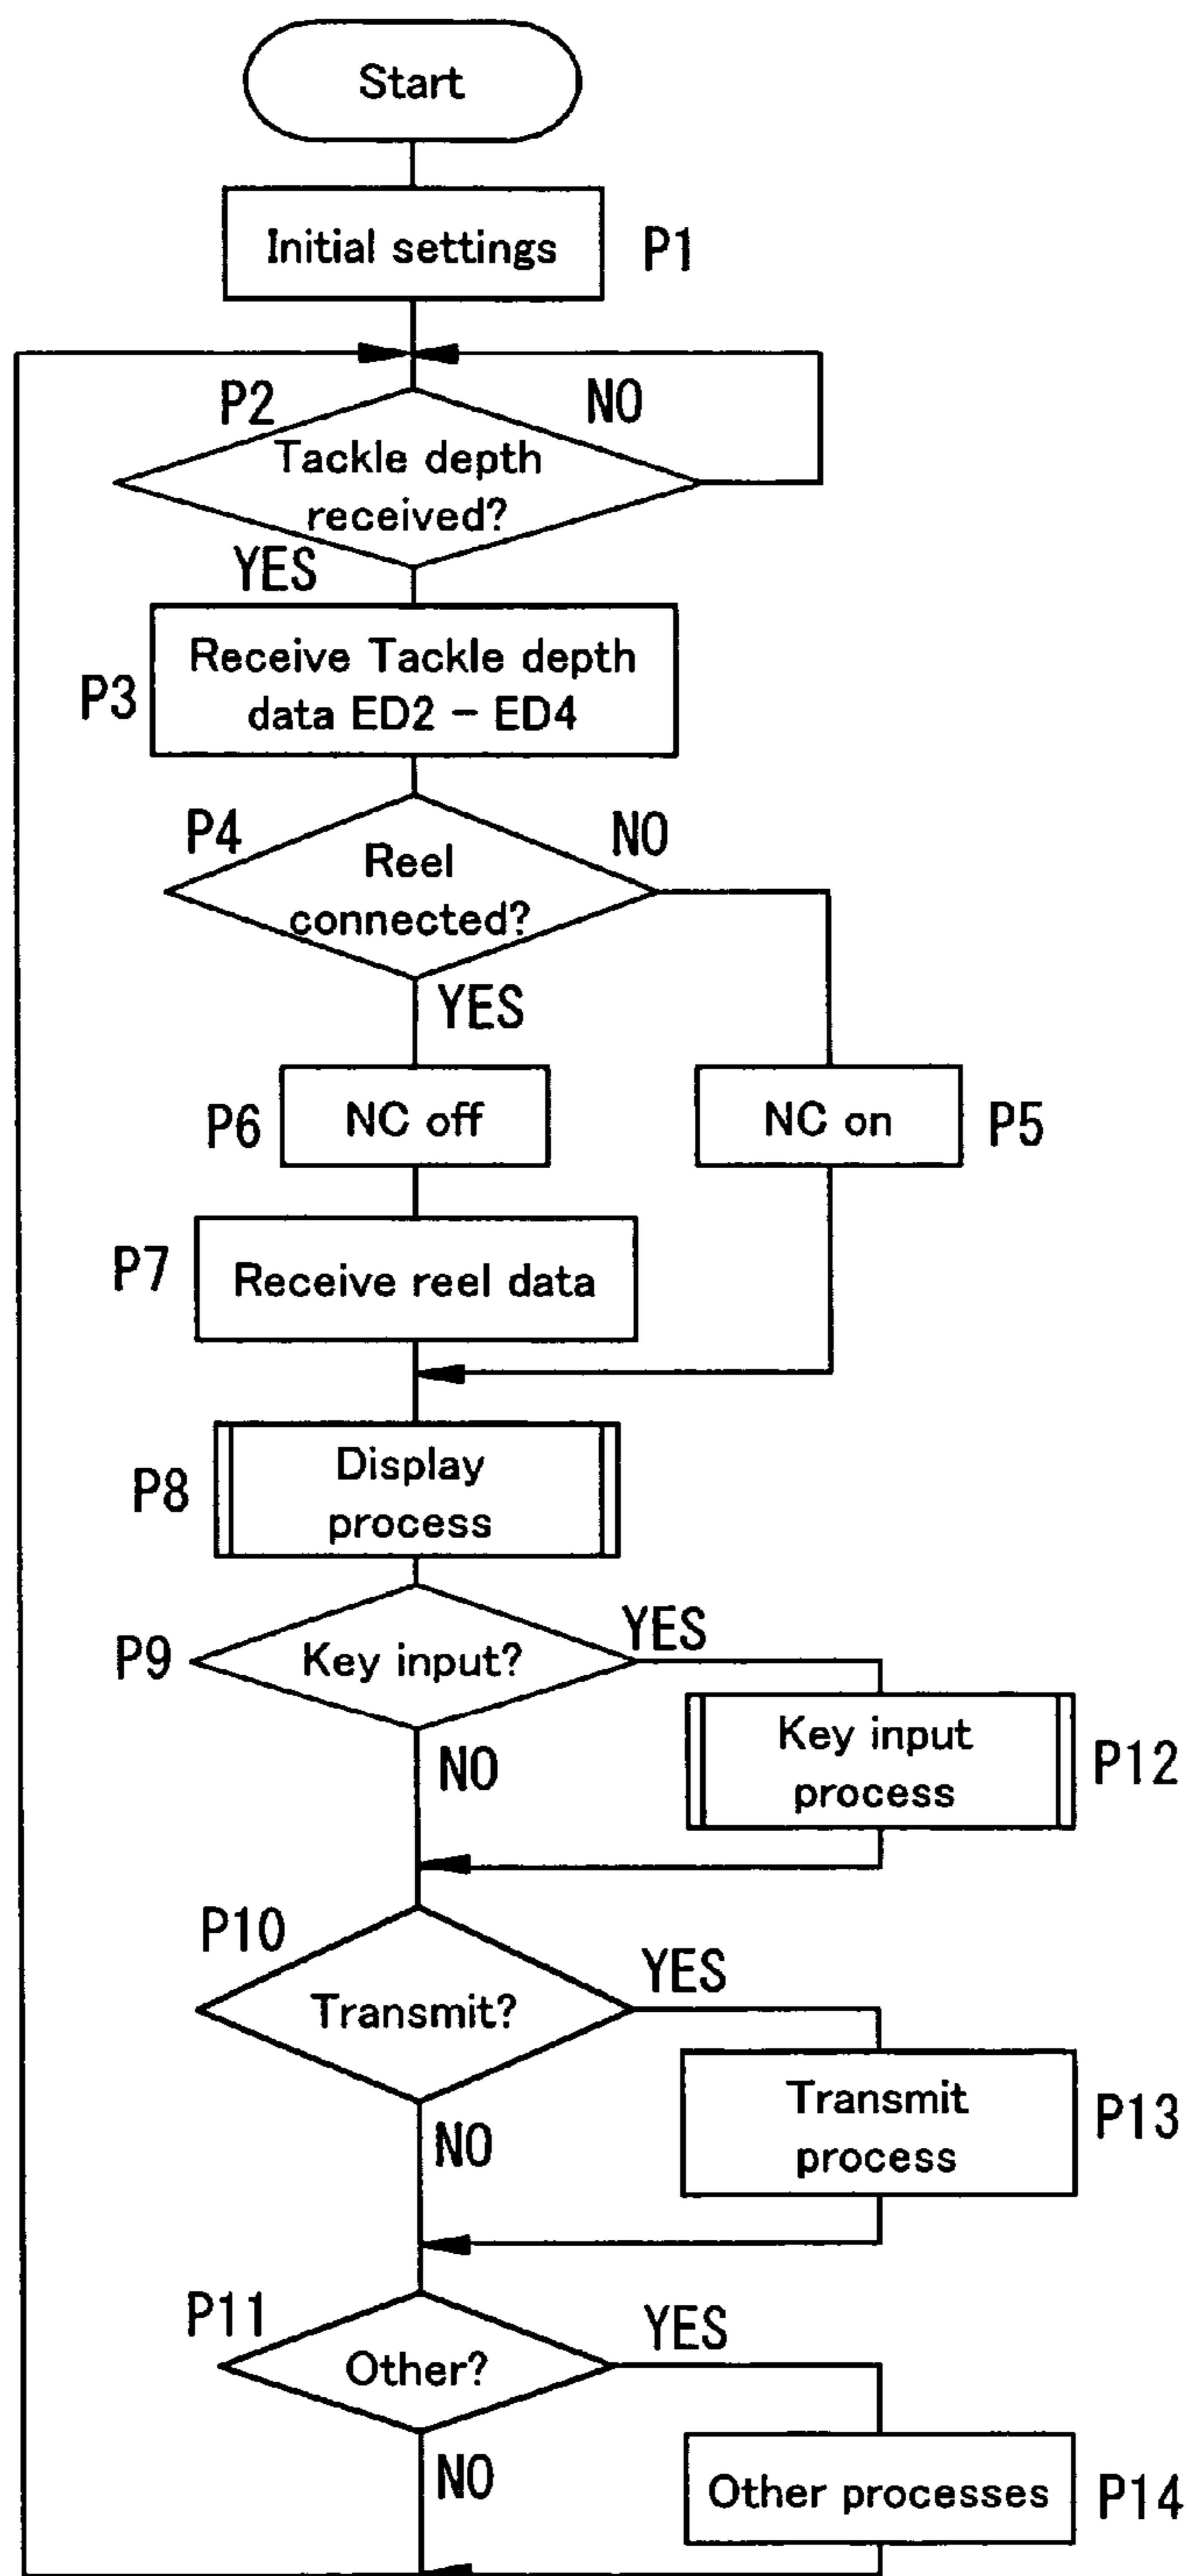 Start
Initial settings
P1
P2
NO
Tackle depth
received?
YES
Receive Tackle depth
data ED2 - ED4
P3
P4
NO
Reel
connected?
YES
P6
NC off
NC on
P5
P7
Receive reel data
P8
Display
process
P9
Key input?
YES
NO
Key input
process
P12
P10
YES
Transmit?
NO
Transmit
process
P13
P11
YES
Other?
NO
Other processes
P14